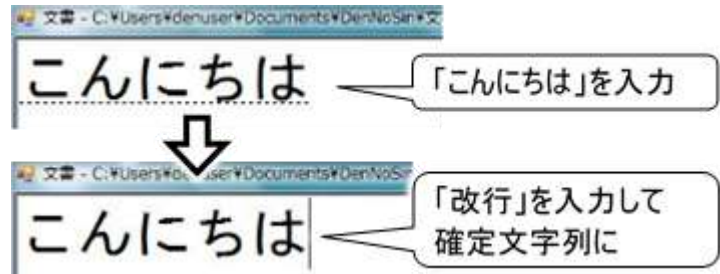 文書 - C:¥Users¥denuser¥Documents¥DenNoSin¥文
こんにちは
「こんにちは」を入力
文書 - C:¥Users¥de user¥Documents¥DenNoSin
こんにちは
「改行」を入力して
確定文字列に